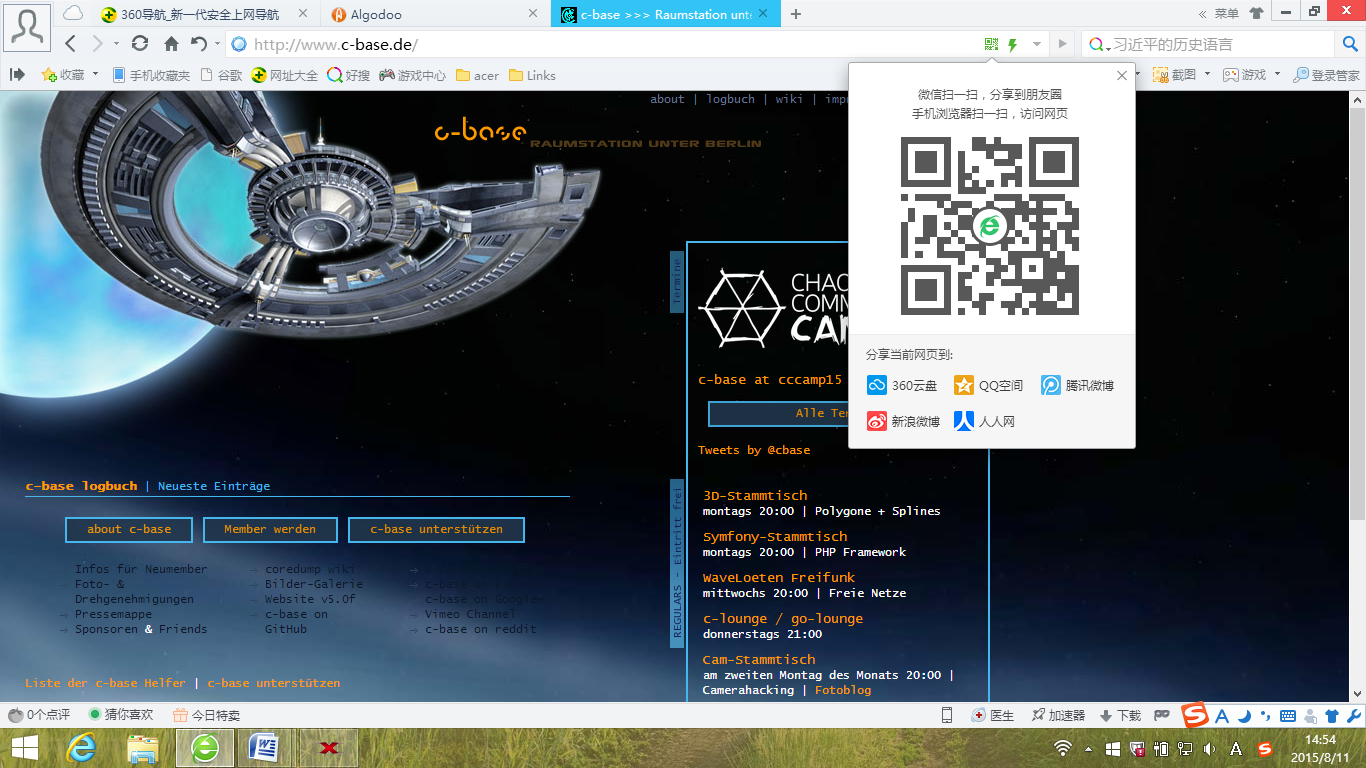 360导航_新一代安全上网导航
Algodoo
c-base >>> Raumstation unte
菜单
http://www.c-base.de/
习近平的历史语言
收藏
手机收藏夹
谷歌
网址大全
好搜
游戏中心
acer
Links
截图
游戏
登录管家
微信扫一扫，分享到朋友圈
手机浏览器扫一扫，访问网页
分享当前网页到:
360云盘
QQ空间
腾讯微博
新浪微博
人人网
about | logbuch | wiki |
c-base
RAUMSTATION UNTER BERLIN
Termine
c-base at cccamp15
Alle
Tweets by @cbase
REGULARS - Eintritt frei
3D-Stammtisch
montags 20:00 | Polygone + Splines
Symfony-Stammtisch
montags 20:00 | PHP Framework
WaveLoeten Freifunk
mittwochs 20:00 | Freie Netze
c-lounge / go-lounge
donnerstags 21:00
Cam-Stammtisch
am zweiten Montag des Monats 20:00 |
Camerahacking | Fotoblog
c-base logbuch | Neueste Einträge
about c-base
Member werden
c-base unterstützen
→ Infos für Neumember
→ Foto- &
Drehgenehmigungen
→ Pressemappe
→ Sponsoren & Friends
→ coredump wiki
→ Bilder-Galerie
→ Website v5.0f
→ c-base on
GitHub
→ c-base on Google+
→ Vimeo Channel
→ c-base on reddit
Liste der c-base Helfer | c-base unterstützen
0个点评
猜你喜欢
今日特卖
医生
加速器
下载
14:54
2015/8/11